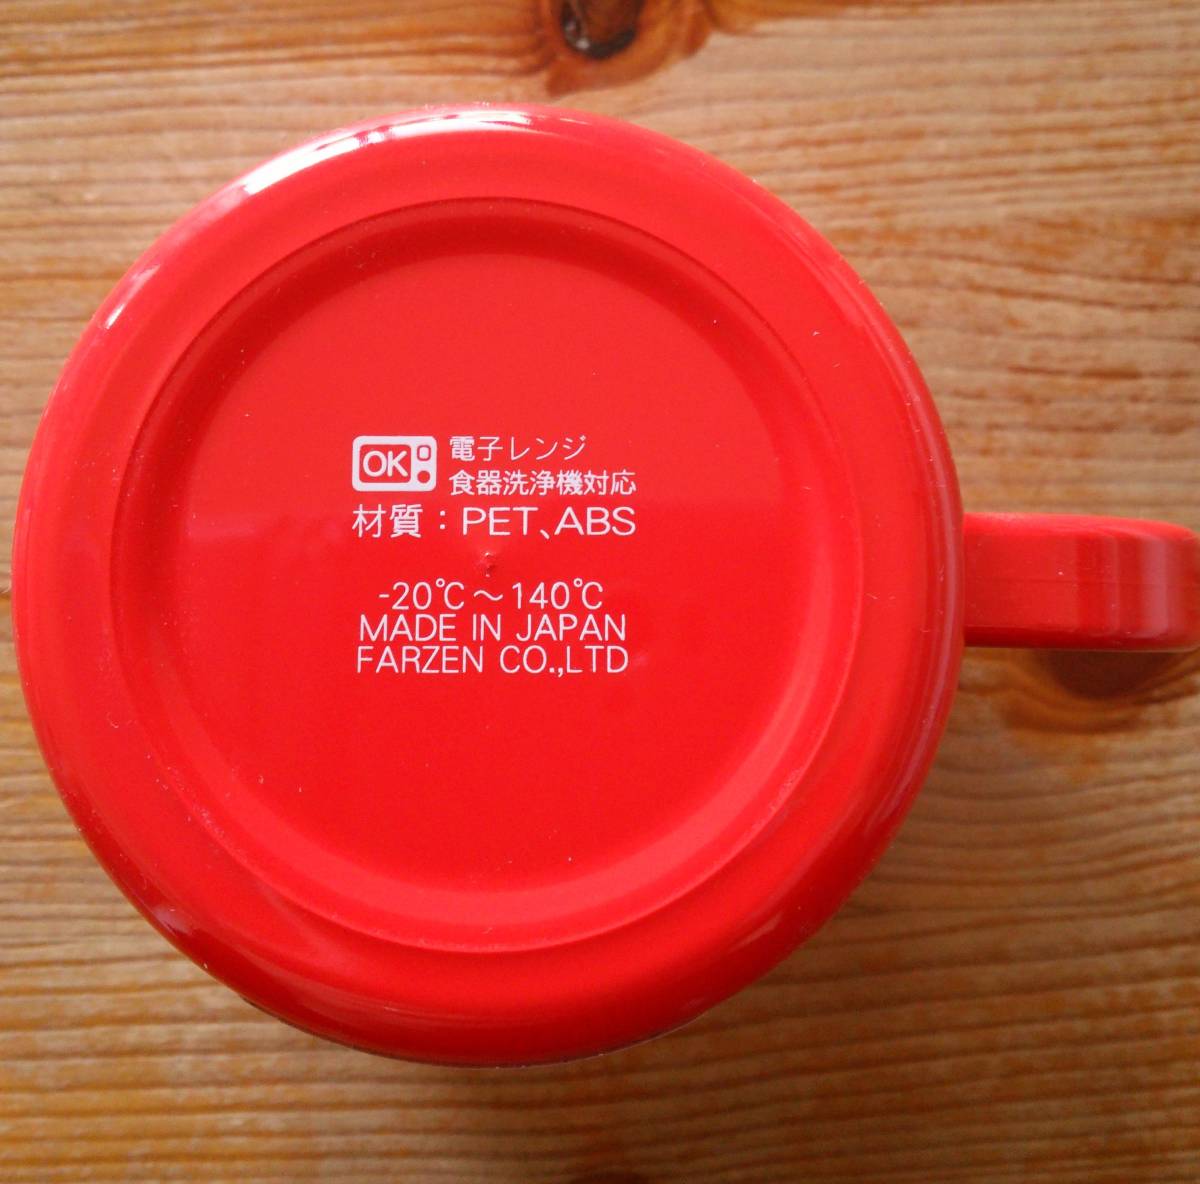 OK 電子レンジ
食器洗浄機対応
材質：PET、ABS
-20℃～140℃
MADE IN JAPAN
FARZEN CO.,LTD